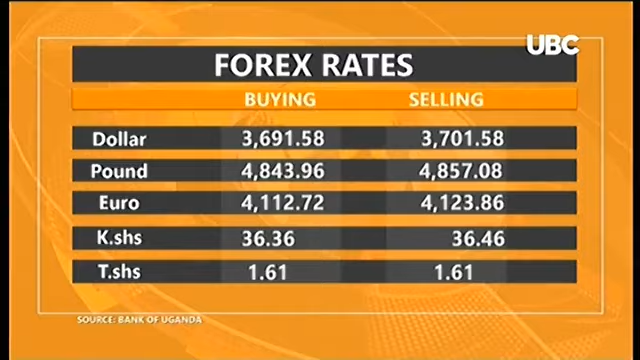 UBC
FOREX RATES
BUYING SELLING
Dollar 3,691.58 3,701.58
Pound 4,843.96 4,857.08
Euro 4,112.72 4,123.86
K.shs 36.36 36.46
T.shs 1.61 1.61
SOURCE: BANK OF UGANDA